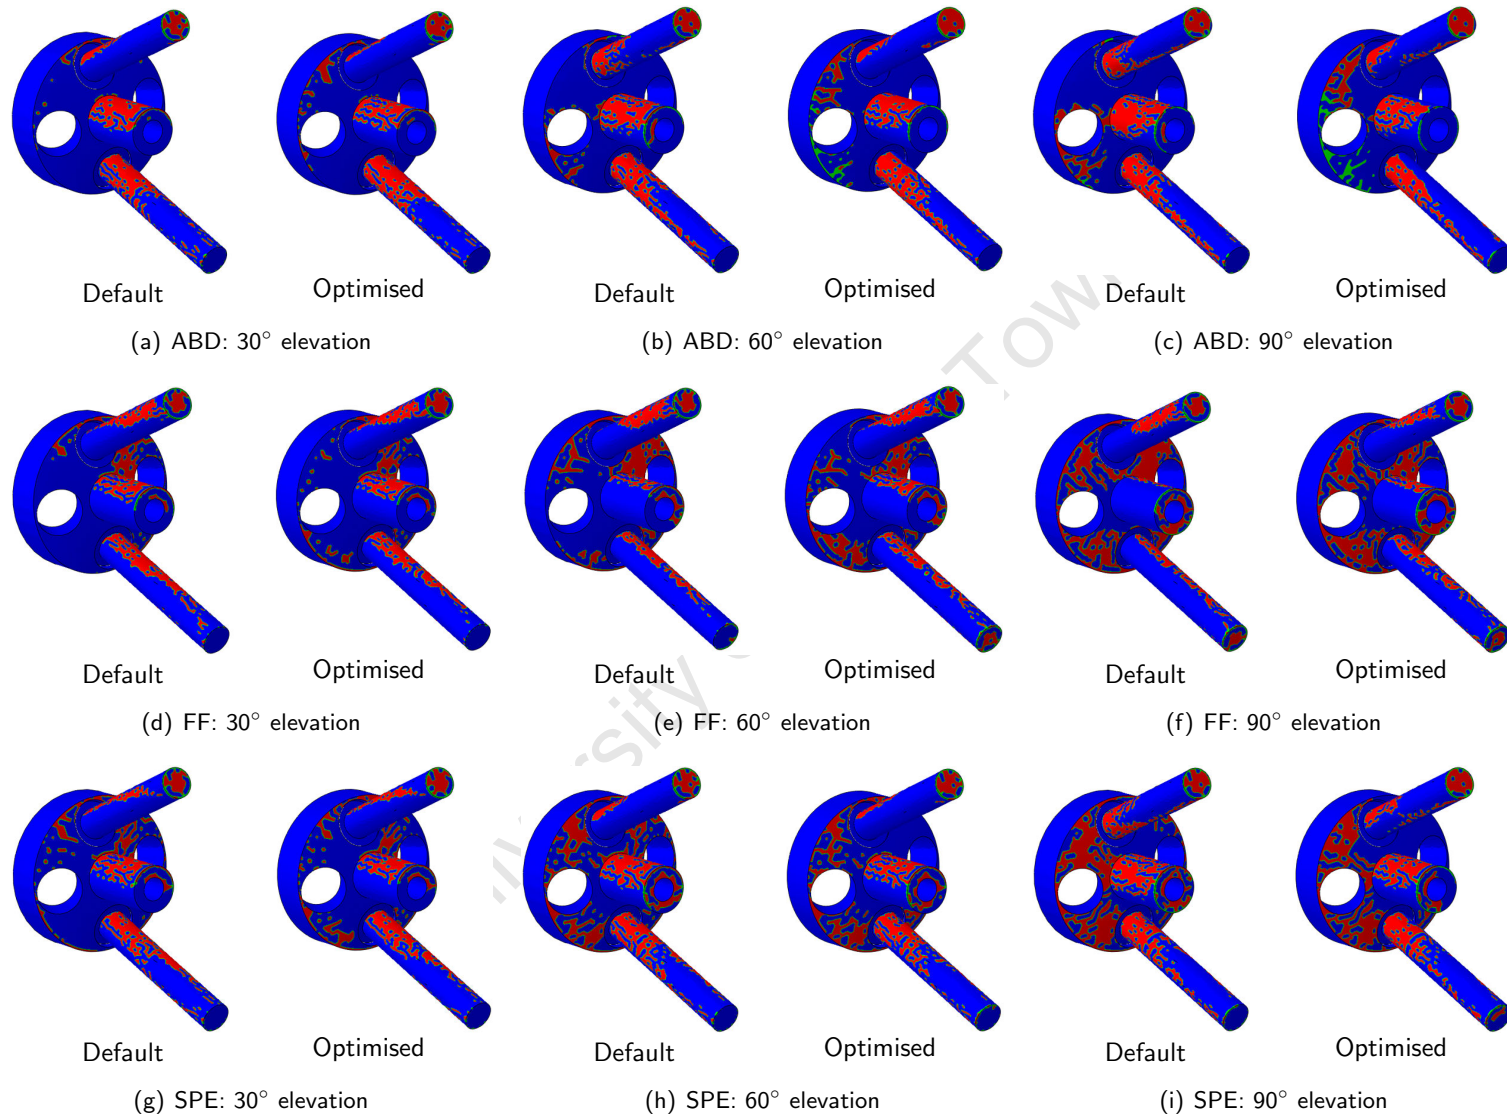 Default Optimised Default Optimised Default Optimised
(a) ABD: 30° elevation (b) ABD: 60° elevation (c) ABD: 90° elevation
Default Optimised Default Optimised Default Optimised
(d) FF: 30° elevation (e) FF: 60° elevation (f) FF: 90° elevation
Default Optimised Default Optimised Default Optimised
(g) SPE: 30° elevation (h) SPE: 60° elevation (i) SPE: 90° elevation